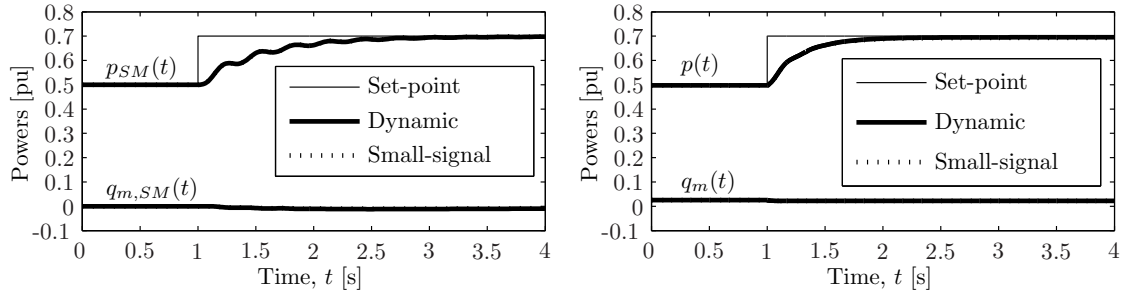 0.8
0.7
0.6
0.5
0.4
0.3
0.2
0.1
0
-0.1
Powers [pu]
p_{SM}(t)
q_{m,SM}(t)
Set-point
Dynamic
Small-signal
0 0.5 1 1.5 2 2.5 3 3.5 4
Time, t [s]
0.8
0.7
0.6
0.5
0.4
0.3
0.2
0.1
0
-0.1
Powers [pu]
p(t)
q_m(t)
Set-point
Dynamic
Small-signal
0 0.5 1 1.5 2 2.5 3 3.5 4
Time, t [s]